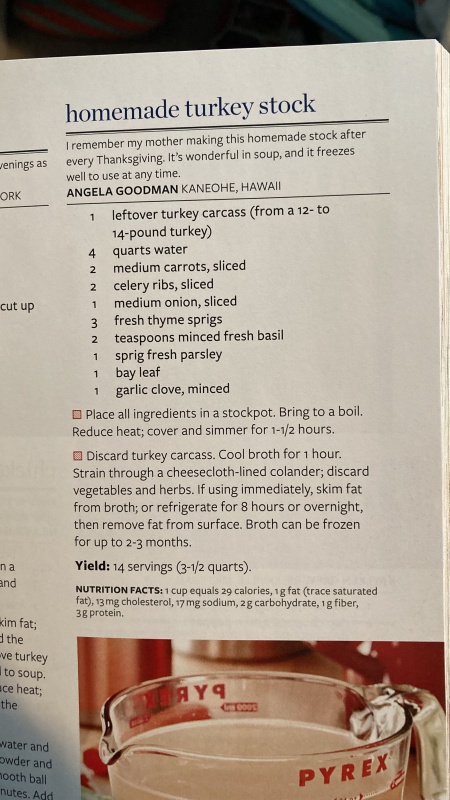 homemade turkey stock
I remember my mother making this homemade stock after
every Thanksgiving. It's wonderful in soup, and it freezes
well to use at any time.
ANGELA GOODMAN KANEOHE, HAWAII
1 leftover turkey carcass (from a 12- to
14-pound turkey)
4 quarts water
2 medium carrots, sliced
2 celery ribs, sliced
1 medium onion, sliced
3 fresh thyme sprigs
2 teaspoons minced fresh basil
1 sprig fresh parsley
1 bay leaf
1 garlic clove, minced
Place all ingredients in a stockpot. Bring to a boil.
Reduce heat; cover and simmer for 1-1/2 hours.
Discard turkey carcass. Cool broth for 1 hour.
Strain through a cheesecloth-lined colander; discard
vegetables and herbs. If using immediately, skim fat
from broth; or refrigerate for 8 hours or overnight,
then remove fat from surface. Broth can be frozen
for up to 2-3 months.
Yield: 14 servings (3-1/2 quarts).
NUTRITION FACTS: 1 cup equals 29 calories, 1 g fat (trace saturated
fat), 13 mg cholesterol, 17 mg sodium, 2 g carbohydrate, 1 g fiber,
3 g protein.
PYREX
PYREX
venings as
ORK
cut up
n a
and
kim fat;
d the
ve turkey
l to soup.
uce heat;
the
water and
owder and
nooth ball
nutes. Add